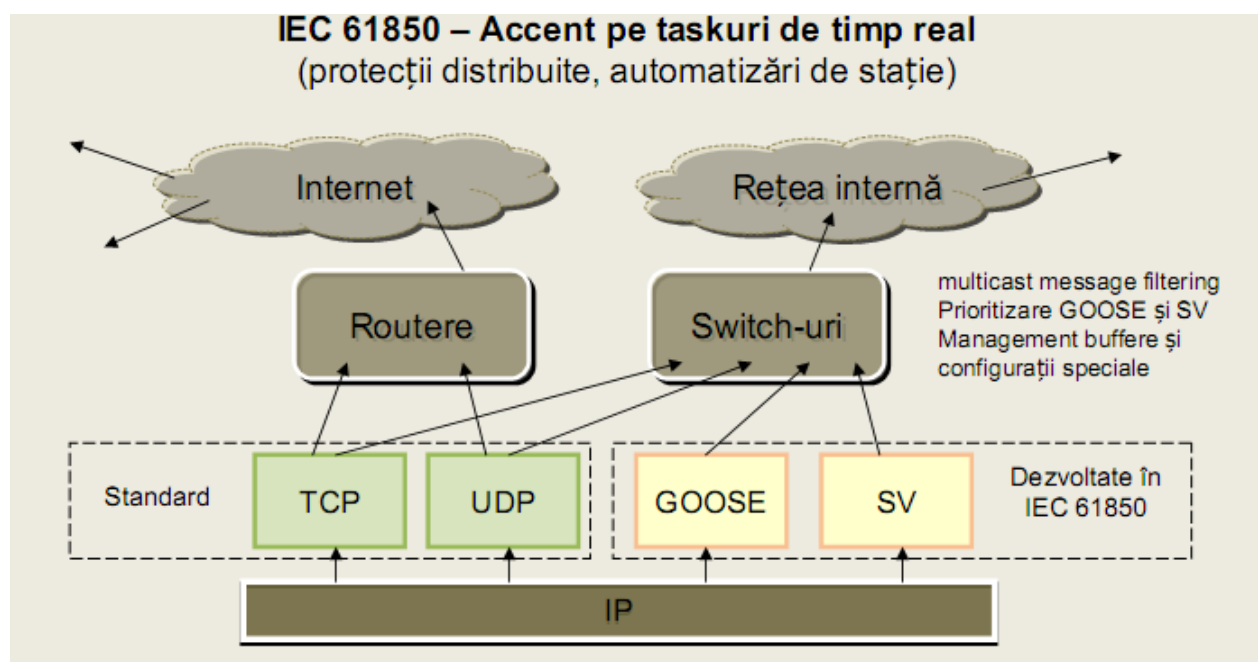 IEC 61850 – Accent pe taskuri de timp real
(protecții distribuite, automatizări de stație)
Internet
Rețea internă
Routere
Switch-uri
multicast message filtering
Prioritizare GOOSE și SV
Management buffere și
configurații speciale
Standard
TCP
UDP
GOOSE
SV
Dezvoltate în
IEC 61850
IP